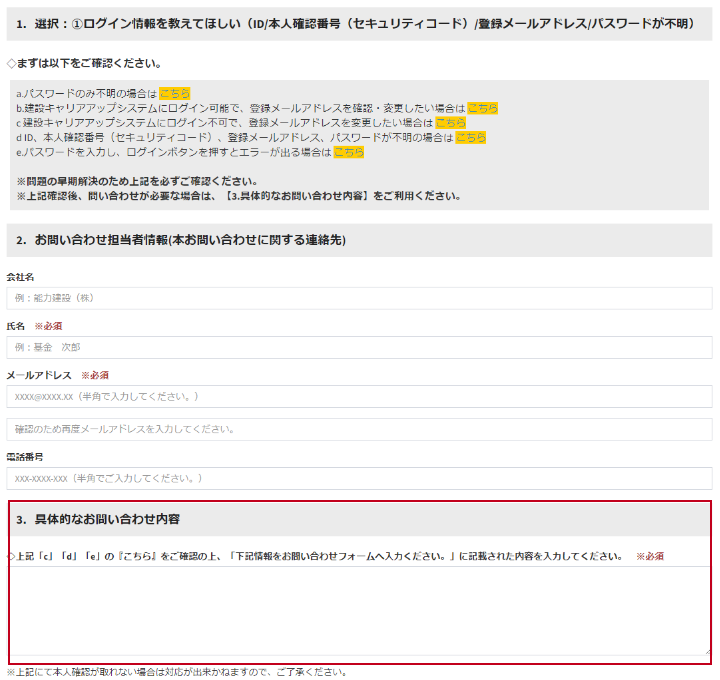 1. 選択：①ログイン情報を教えてほしい（ID/本人確認番号（セキュリティコード）/登録メールアドレス/パスワードが不明）
◇まずは以下をご確認ください。
a.パスワードのみ不明の場合は こちら
b.建設キャリアアップシステムにログイン可能で、登録メールアドレスを確認・変更したい場合は こちら
c 建設キャリアアップシステムにログイン不可で、登録メールアドレスを変更したい場合は こちら
d ID、本人確認番号（セキュリティコード）、登録メールアドレス、パスワードが不明の場合は こちら
e.パスワードを入力し、ログインボタンを押すとエラーが出る場合は こちら
※問題の早期解決のため上記を必ずご確認ください。
※上記確認後、問い合わせが必要な場合は、【3.具体的なお問い合わせ内容】をご利用ください。
2. お問い合わせ担当者情報(本お問い合わせに関する連絡先)
会社名
例：能力建設（株）
氏名 ※必須
例：基金　次郎
メールアドレス ※必須
xxxx@xxxx.xx（半角で入力してください。）
確認のため再度メールアドレスを入力してください。
電話番号
xxx-xxxx-xxx（半角でご入力してください。）
3. 具体的なお問い合わせ内容
◇上記「c」「d」「e」の『こちら』をご確認の上、「下記情報をお問い合わせフォームへ入力ください。」に記載された内容を入力してください。 ※必須
※上記にて本人確認が取れない場合は対応が出来かねますので、ご了承ください。